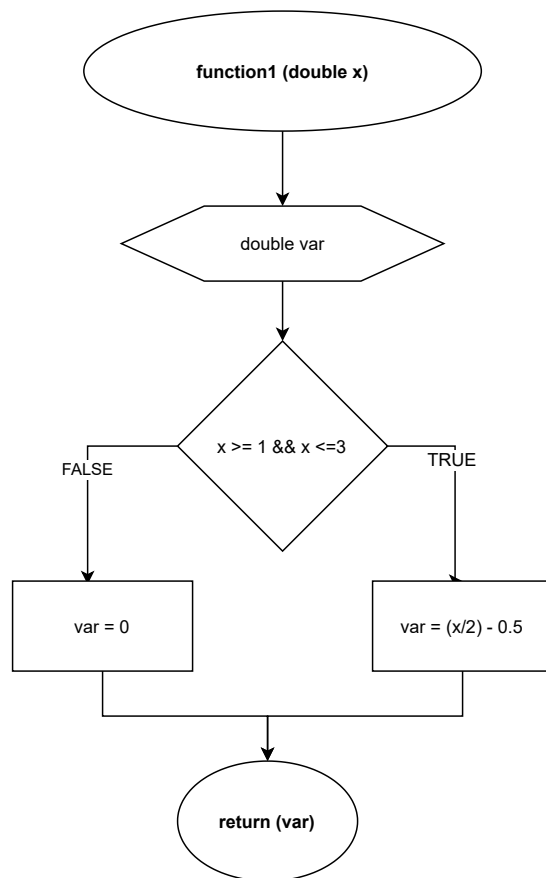 function1 (double x)
double var
x >= 1 && x <=3
FALSE
TRUE
var = 0
var = (x/2) - 0.5
return (var)